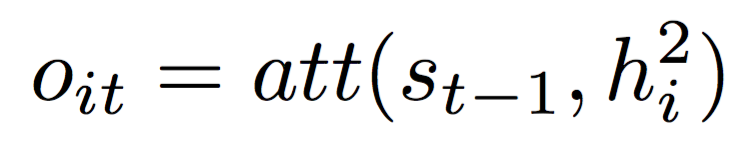 $o_{it} = att(s_{t-1}, h_i^2)$